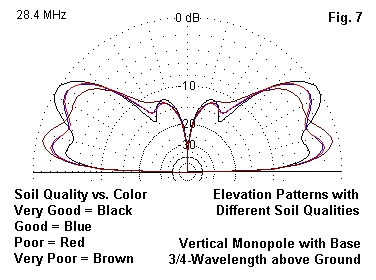 28.4 MHz
0 dB
Fig. 7
-10
-20
-30
Soil Quality vs. Color
Very Good = Black
Good = Blue
Poor = Red
Very Poor = Brown
Elevation Patterns with
Different Soil Qualities
Vertical Monopole with Base
3/4-Wavelength above Ground